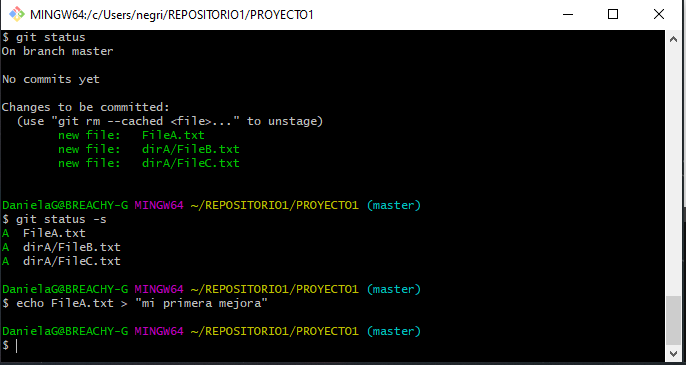 MINGW64:/c/Users/negri/REPOSITORIO1/PROYECTO1
$ git status
On branch master
No commits yet
Changes to be committed:
(use "git rm --cached <file>..." to unstage)
new file: FileA.txt
new file: dirA/FileB.txt
new file: dirA/FileC.txt
DanielaG@BREACHY-G MINGW64 ~/REPOSITORIO1/PROYECTO1 (master)
$ git status -s
A FileA.txt
A dirA/FileB.txt
A dirA/FileC.txt
DanielaG@BREACHY-G MINGW64 ~/REPOSITORIO1/PROYECTO1 (master)
$ echo FileA.txt > "mi primera mejora"
DanielaG@BREACHY-G MINGW64 ~/REPOSITORIO1/PROYECTO1 (master)
$